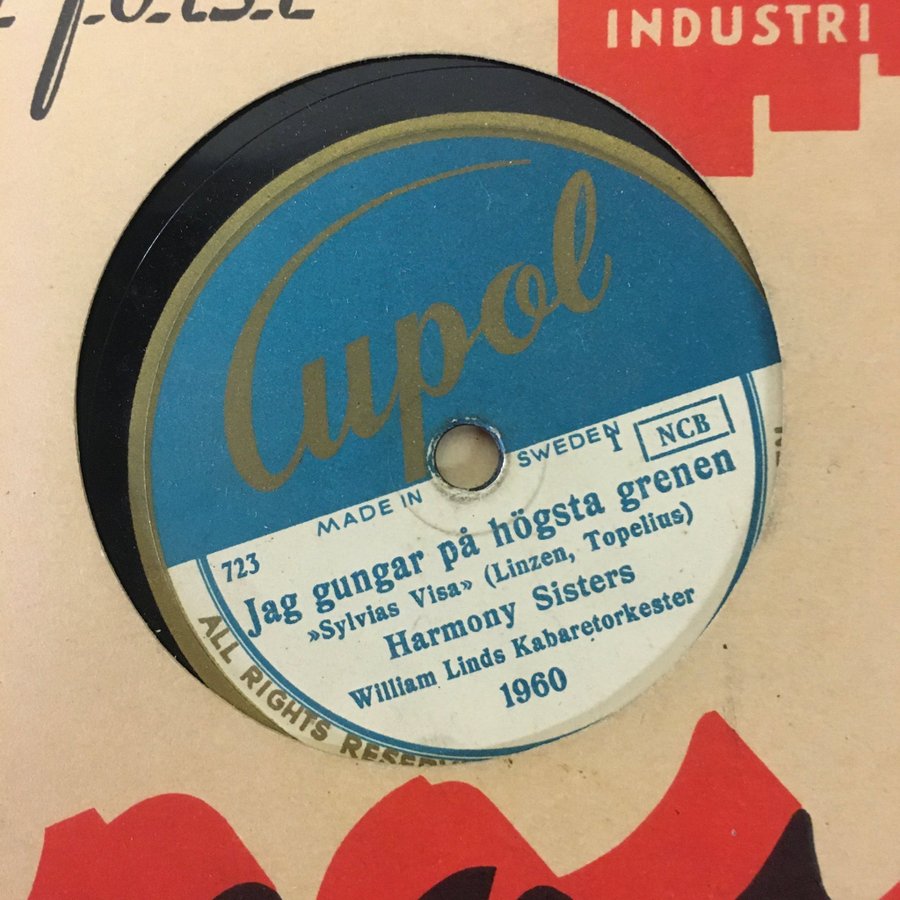 INDUSTRI
Cupol
MADE IN SWEDEN
1 NCB
723
Jag gungar på högsta grenen
»Sylvias Visa» (Linzen, Topelius)
Harmony Sisters
William Linds Kabaretorkester
1960
ALL RIGHTS RESERV